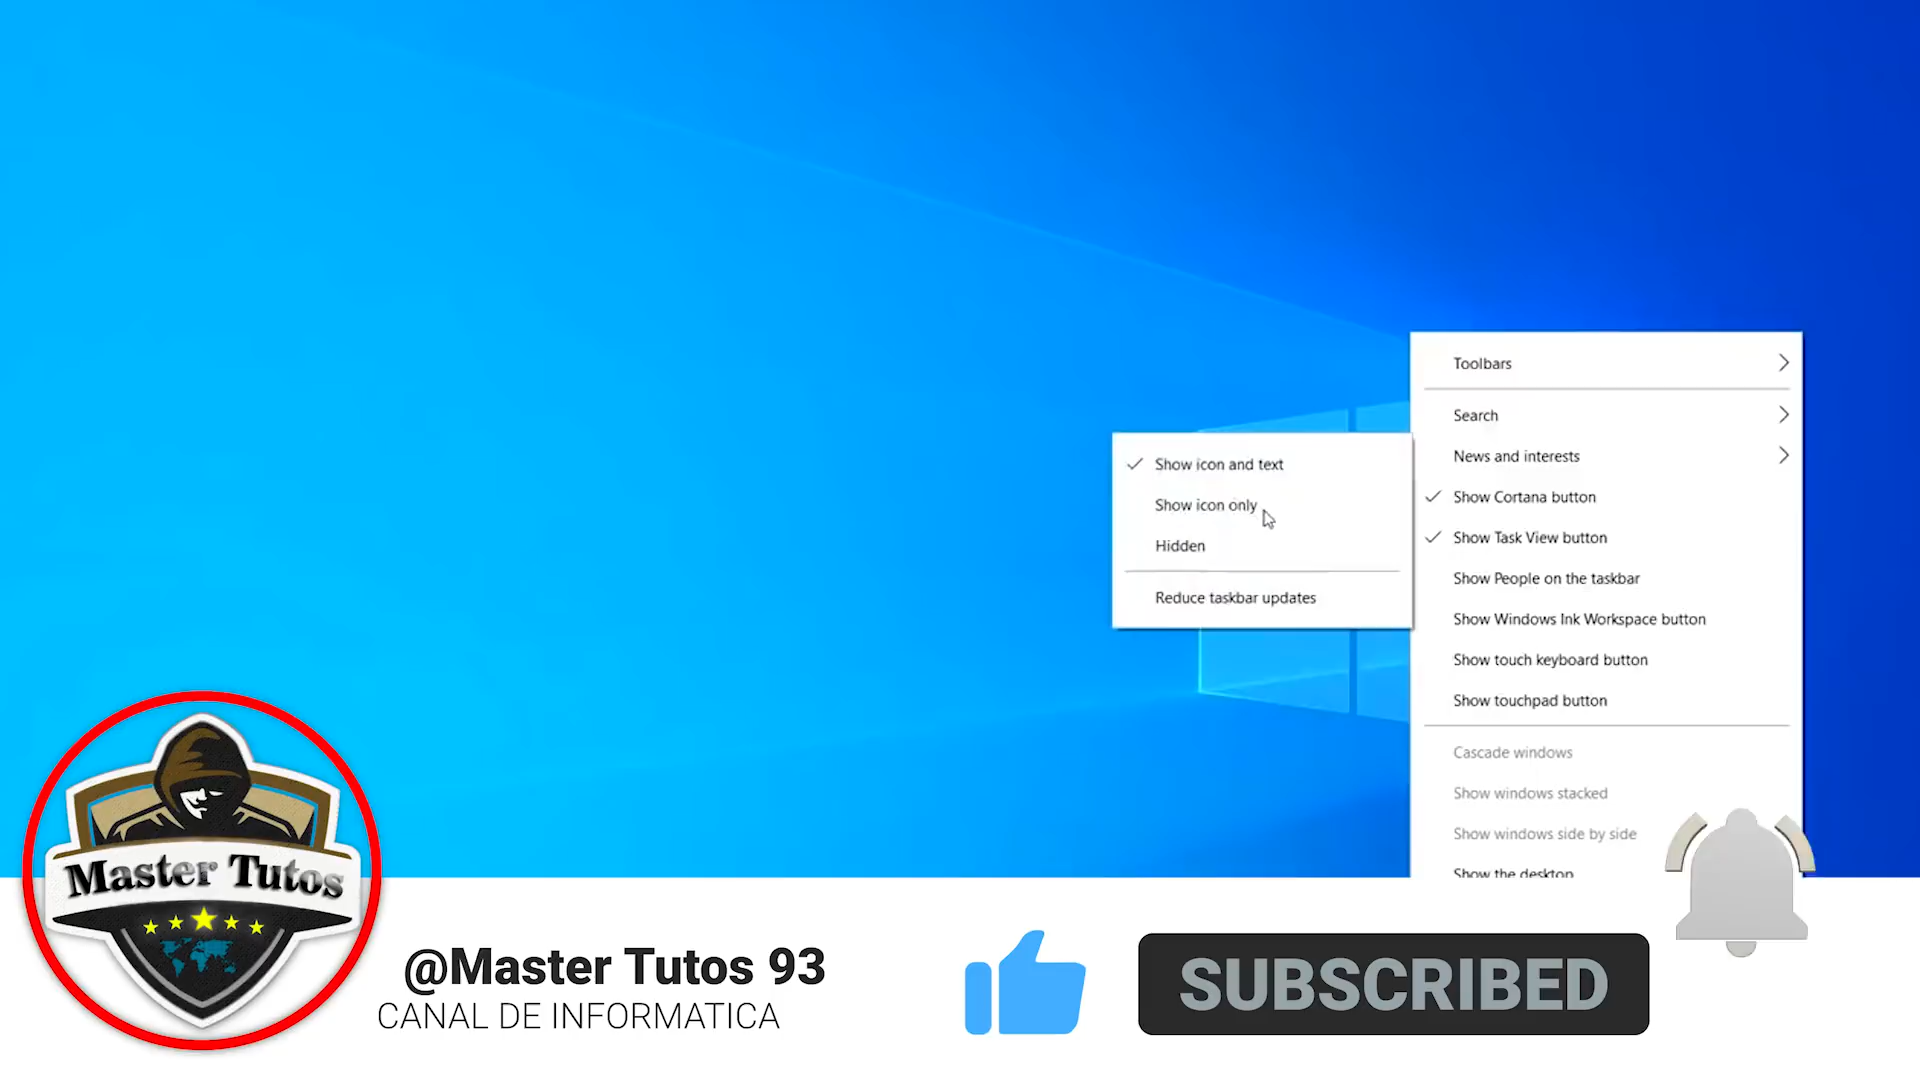 Toolbars
Search
News and interests
Show Cortana button
Show Task View button
Show People on the taskbar
Show Windows Ink Workspace button
Show touch keyboard button
Show touchpad button
Cascade windows
Show windows stacked
Show windows side by side
Show the desktop
Show icon and text
Show icon only
Hidden
Reduce taskbar updates
Master Tutos
@Master Tutos 93
CANAL DE INFORMATICA
SUBSCRIBED